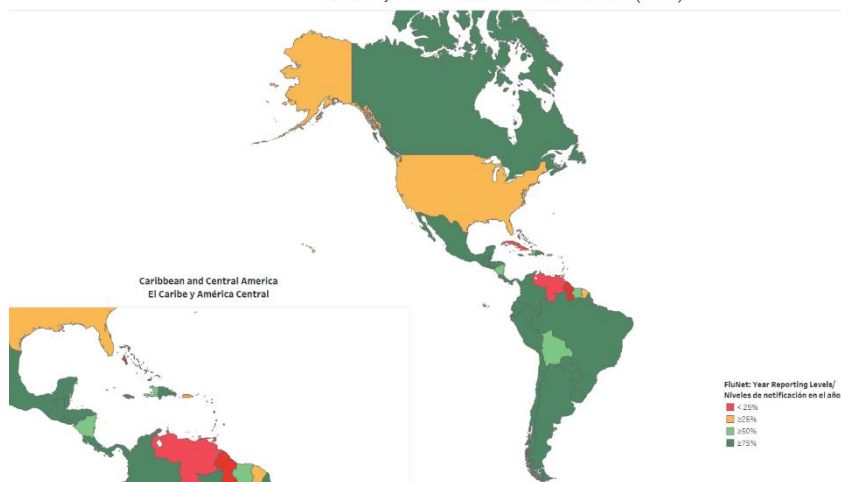 Caribbean and Central America
El Caribe y América Central
FluNet: Year Reporting Levels/
Niveles de notificación en el año
< 25%
≥25%
≥50%
≥75%